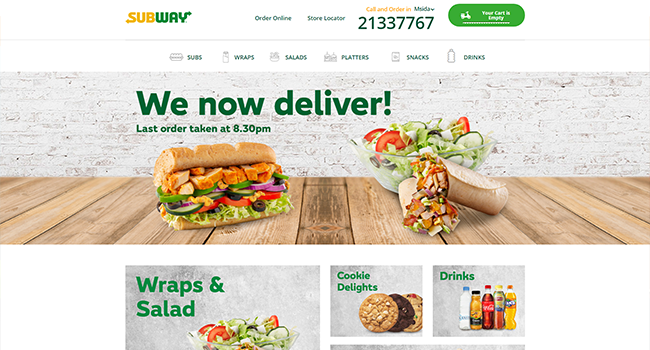 SUBWAY
Order Online
Store Locator
Call and Order in Msida
21337767
Your Cart is
Empty
SUBS
WRAPS
SALADS
PLATTERS
SNACKS
DRINKS
We now deliver!
Last order taken at 8.30pm
Wraps &
Salad
Cookie
Delights
Drinks